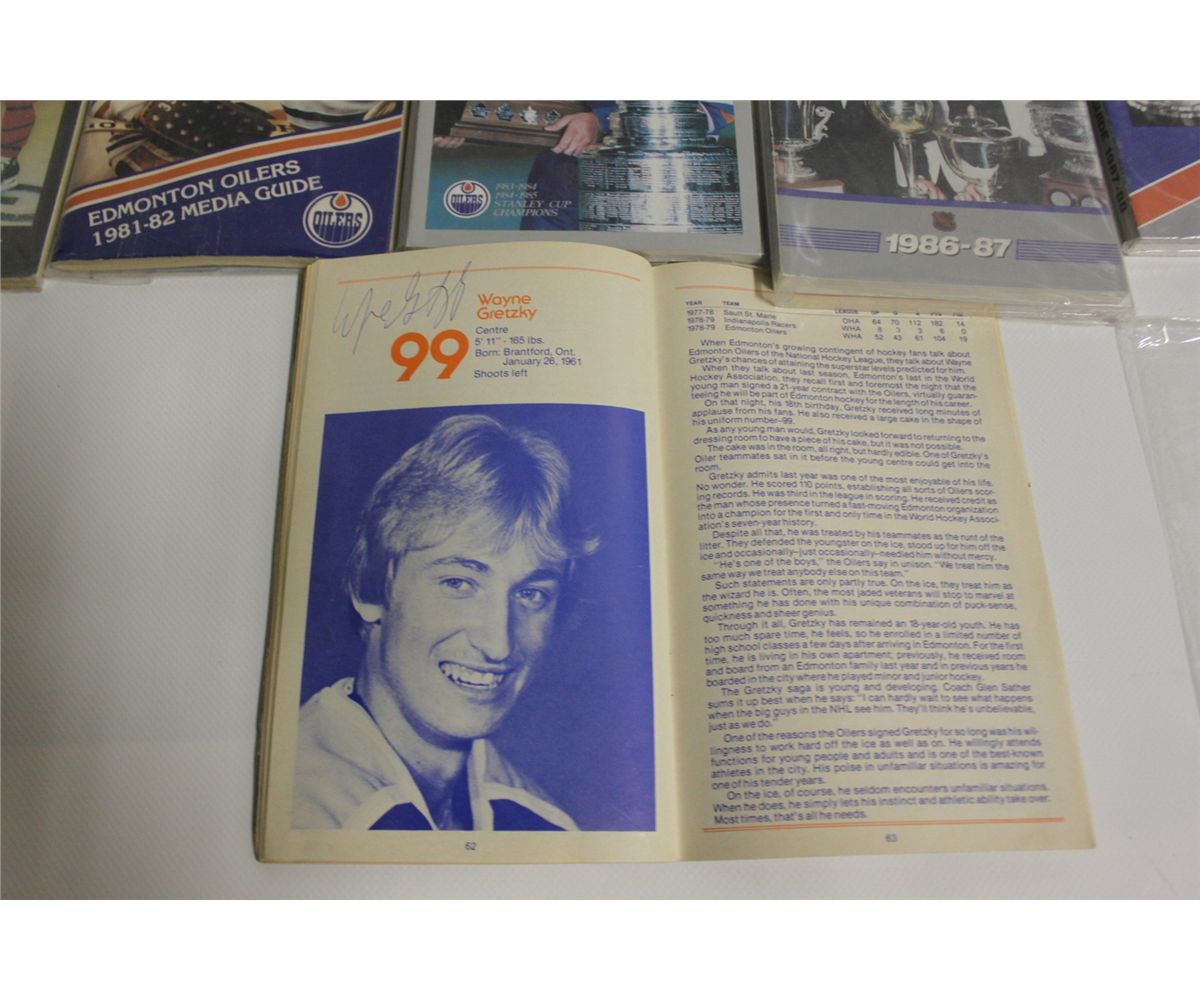 EDMONTON OILERS
1981-82 MEDIA GUIDE
OILERS
OILERS
1983-1984
1984-1985
STANLEY CUP
CHAMPIONS
1986-87
Wayne
Gretzky
99
Centre
5' 11" - 165 lbs.
Born: Brantford, Ont.
January 26, 1961
Shoots left
62
YEAR TEAM LEAGUE GP G A PTS PIM
1977-78 Sault St. Marie OHA 64 70 112 182 14
1978-79 Indianapolis Racers WHA 8 3 3 6 0
1978-79 Edmonton Oilers WHA 52 43 61 104 19
When Edmonton's growing contingent of hockey fans talk about
Edmonton Oilers of the National Hockey League, they talk about Wayne
Gretzky's chances of attaining the superstar levels predicted for him.
When they talk about last season, Edmonton's last in the World
Hockey Association, they recall first and foremost the night that the
young man signed a 21-year contract with the Oilers, virtually guaran-
teeing he will be part of Edmonton hockey for the length of his career.
On that night, his 18th birthday, Gretzky received long minutes of
applause from his fans. He also received a large cake in the shape of
his uniform number-99.
As any young man would, Gretzky looked forward to returning to the
dressing room to have a piece of his cake, but it was not possible.
The cake was in the room, all right, but hardly edible. One of Gretzky's
Oiler teammates sat in it before the young centre could get into the
room.
Gretzky admits last year was one of the most enjoyable of his life.
No wonder. He scored 110 points, establishing all sorts of Oilers scor-
ing records. He was third in the league in scoring. He received credit as
the man whose presence turned a fast-moving Edmonton organization
into a champion for the first and only time in the World Hockey Associ-
ation's seven-year history.
Despite all that, he was treated by his teammates as the runt of the
litter. They defended the youngster on the ice, stood up for him off the
ice and occasionally-just occasionally-needled him without mercy.
"He's one of the boys," the Oilers say in unison. "We treat him the
same way we treat anybody else on this team."
Such statements are only partly true. On the ice, they treat him as
the wizard he is. Often, the most jaded veterans will stop to marvel at
something he has done with his unique combination of puck-sense,
quickness and sheer genius.
Through it all, Gretzky has remained an 18-year-old youth. He has
too much spare time, he feels, so he enrolled in a limited number of
high school classes a few days after arriving in Edmonton. For the first
time, he is living in his own apartment; previously, he received room
and board from an Edmonton family last year and in previous years he
boarded in the city where he played minor and junior hockey.
The Gretzky saga is young and developing. Coach Glen Sather
sums it up best when he says: "I can hardly wait to see what happens
when the big guys in the NHL see him. They'll think he's unbelievable,
just as we do."
One of the reasons the Oilers signed Gretzky for so long was his wil-
lingness to work hard off the ice as well as on. He willingly attends
functions for young people and adults and is one of the best-known
athletes in the city. His poise in unfamiliar situations is amazing for
one of his tender years.
On the ice, of course, he seldom encounters unfamiliar situations.
When he does, he simply lets his instinct and athletic ability take over.
Most times, that's all he needs.
63